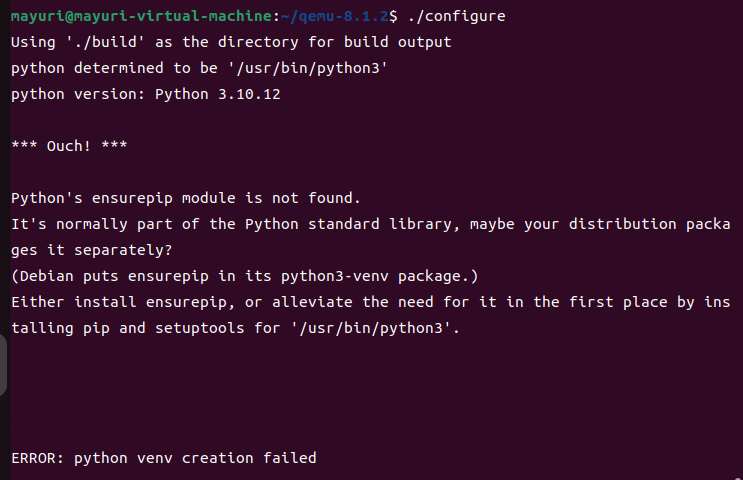 mayuri@mayuri-virtual-machine:~/qemu-8.1.2$ ./configure
Using './build' as the directory for build output
python determined to be '/usr/bin/python3'
python version: Python 3.10.12
*** Ouch! ***
Python's ensurepip module is not found.
It's normally part of the Python standard library, maybe your distribution packa
ges it separately?
(Debian puts ensurepip in its python3-venv package.)
Either install ensurepip, or alleviate the need for it in the first place by ins
talling pip and setuptools for '/usr/bin/python3'.
ERROR: python venv creation failed